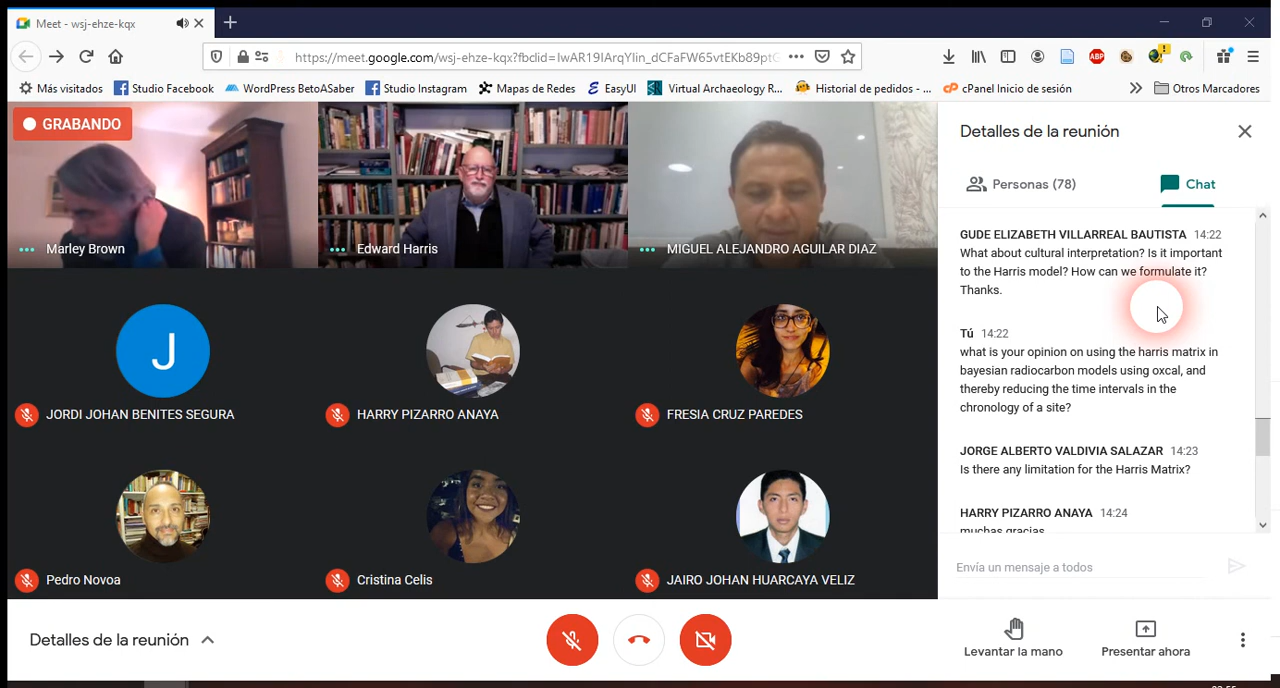 Meet - wsj-ehze-kqx
https://meet.google.com/wsj-ehze-kqx?fbclid=IwAR19IArqYIin_dCFaFW65vtEKb89ptG
Más visitados
Studio Facebook
WordPress BetoASaber
Studio Instagram
Mapas de Redes
EasyUI
Virtual Archaeology R...
Historial de pedidos - ...
cPanel Inicio de sesión
Otros Marcadores
ABP
GRABANDO
Marley Brown
Edward Harris
MIGUEL ALEJANDRO AGUILAR DIAZ
J
JORDI JOHAN BENITES SEGURA
HARRY PIZARRO ANAYA
FRESIA CRUZ PAREDES
Pedro Novoa
Cristina Celis
JAIRO JOHAN HUARCAYA VELIZ
Detalles de la reunión
Personas (78)
Chat
GUDE ELIZABETH VILLARREAL BAUTISTA 14:22
What about cultural interpretation? Is it important
to the Harris model? How can we formulate it?
Thanks.
Tú 14:22
what is your opinion on using the harris matrix in
bayesian radiocarbon models using oxcal, and
thereby reducing the time intervals in the
chronology of a site?
JORGE ALBERTO VALDIVIA SALAZAR 14:23
Is there any limitation for the Harris Matrix?
HARRY PIZARRO ANAYA 14:24
muchas gracias
Envía un mensaje a todos
Detalles de la reunión
Levantar la mano
Presentar ahora